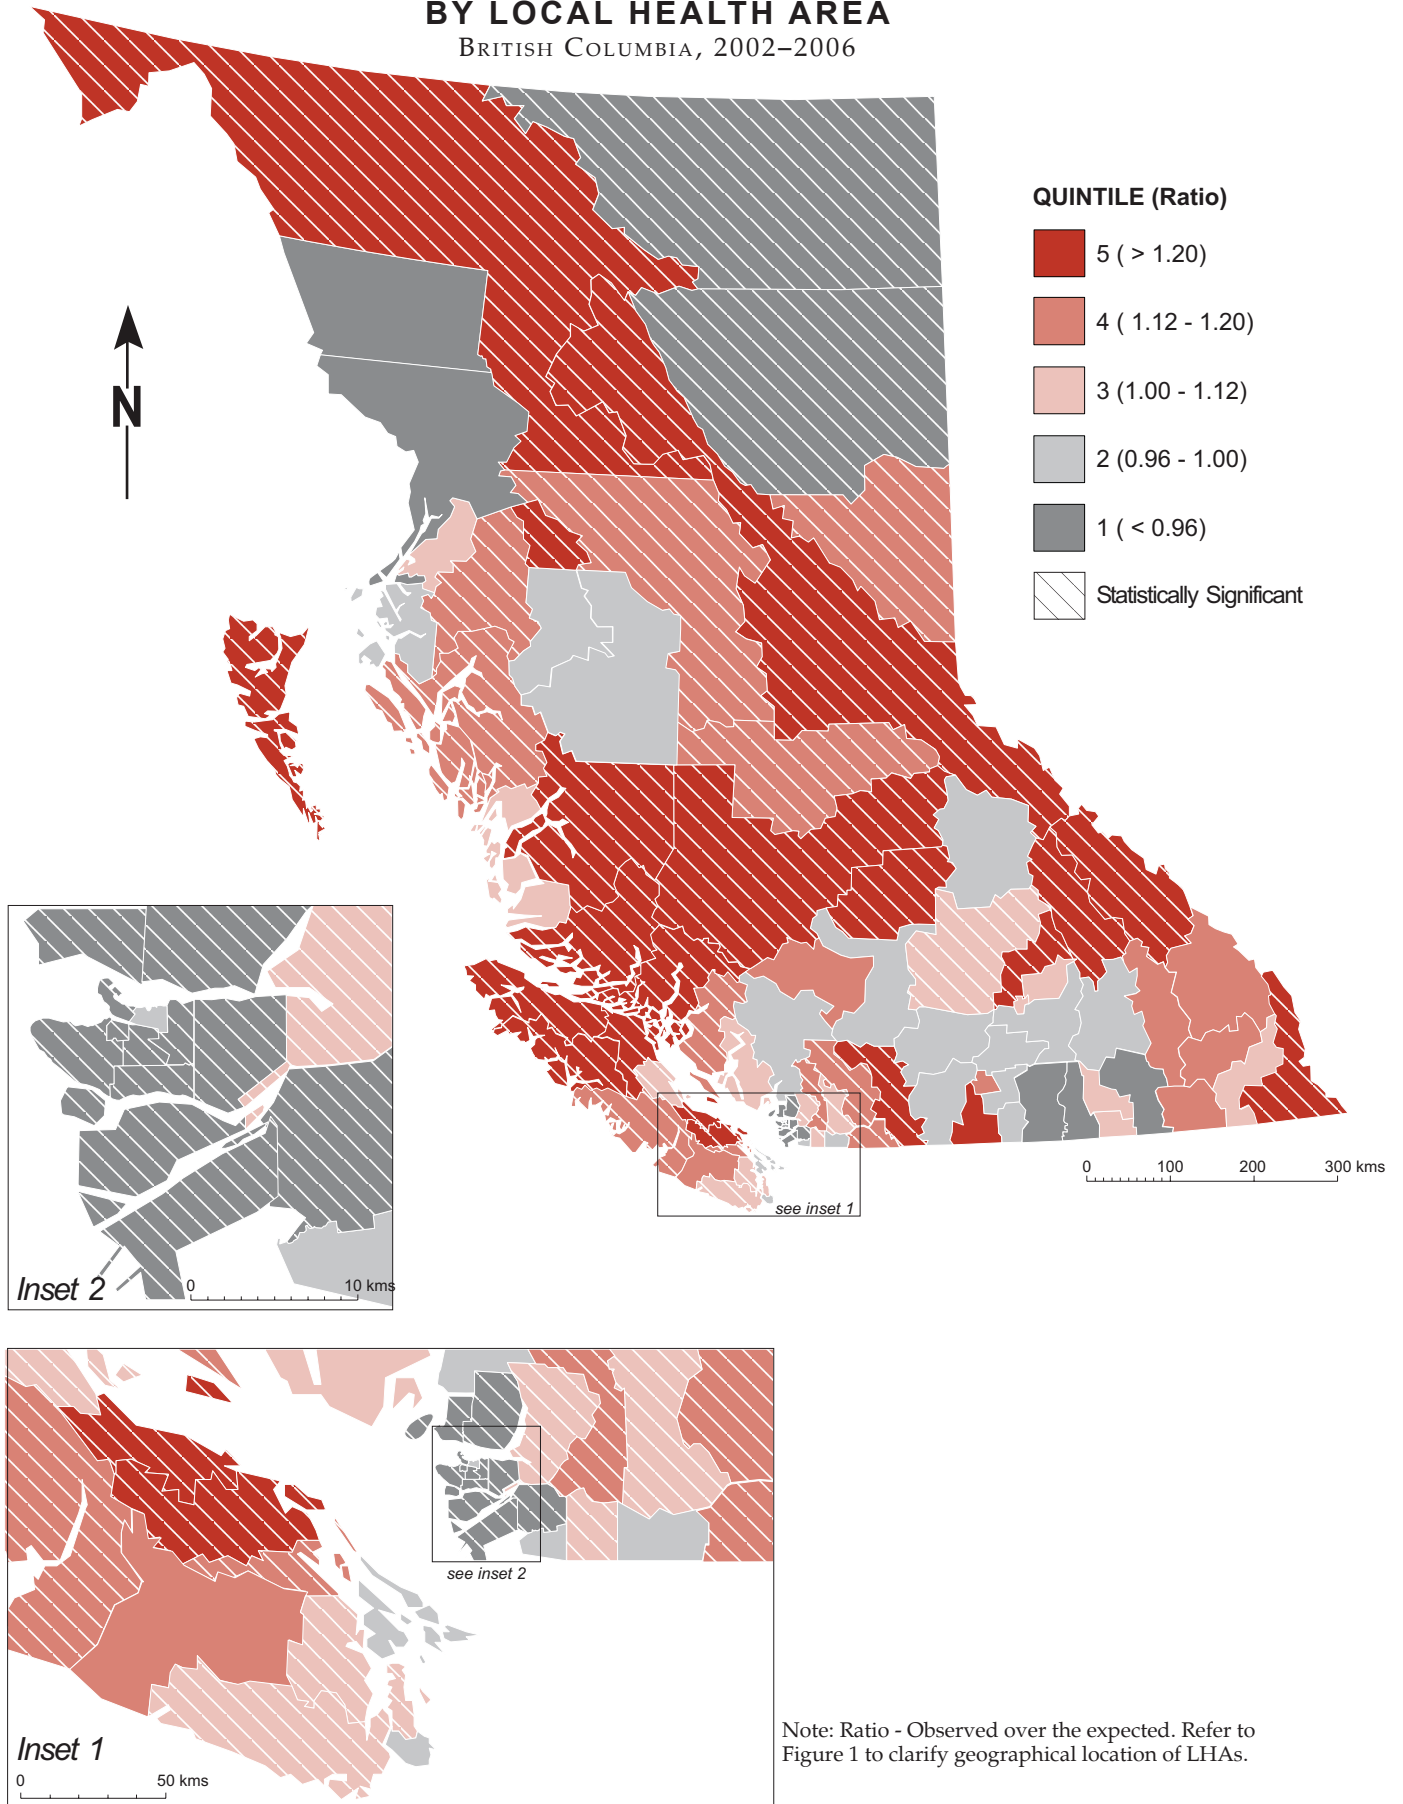 BY LOCAL HEALTH AREA
BRITISH COLUMBIA, 2002–2006
N
QUINTILE (Ratio)
5 ( > 1.20)
4 ( 1.12 - 1.20)
3 (1.00 - 1.12)
2 (0.96 - 1.00)
1 ( < 0.96)
Statistically Significant
0 100 200 300 kms
see inset 1
Inset 2
0 10 kms
see inset 2
Inset 1
0 50 kms
Note: Ratio - Observed over the expected. Refer to
Figure 1 to clarify geographical location of LHAs.